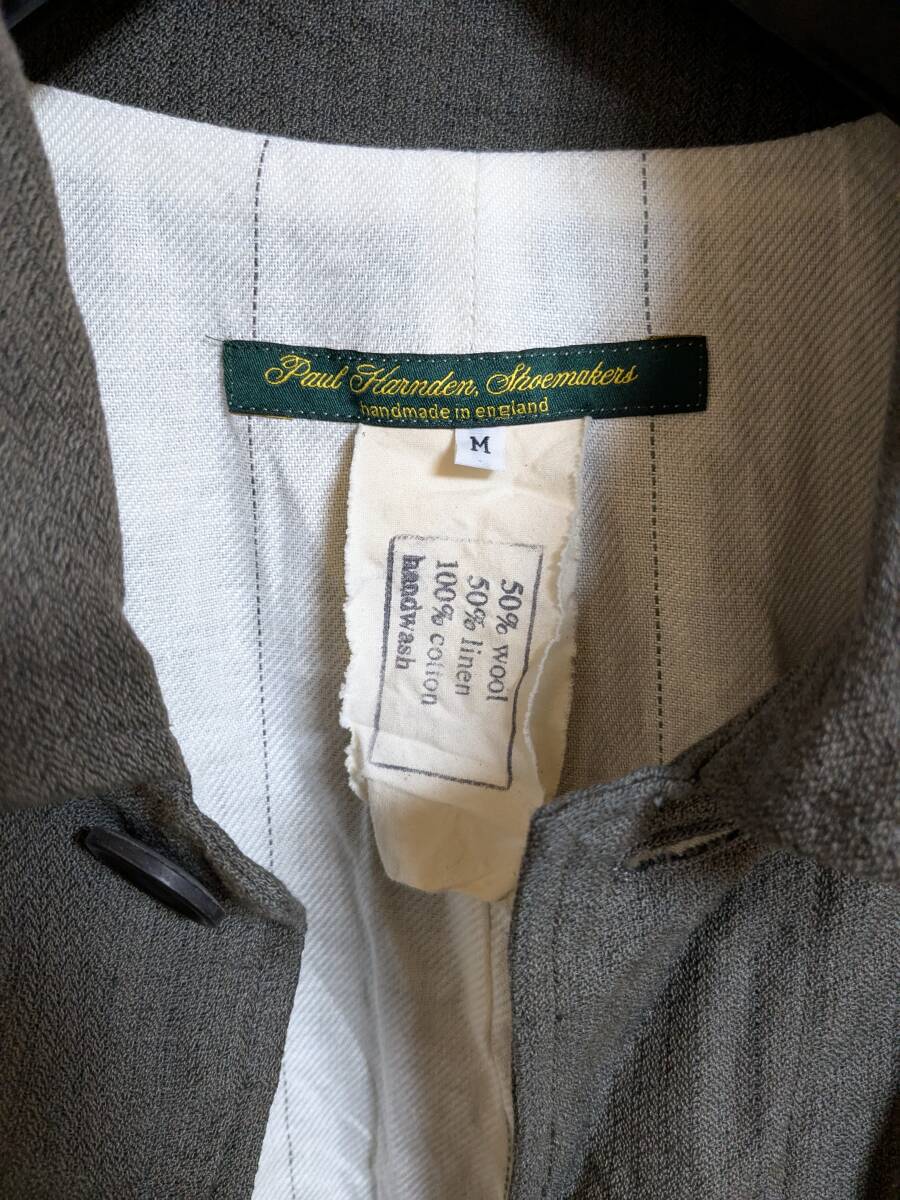 Paul Harnden, Shoemakers
handmade in england
M
50% wool
50% linen
100% cotton
handwash